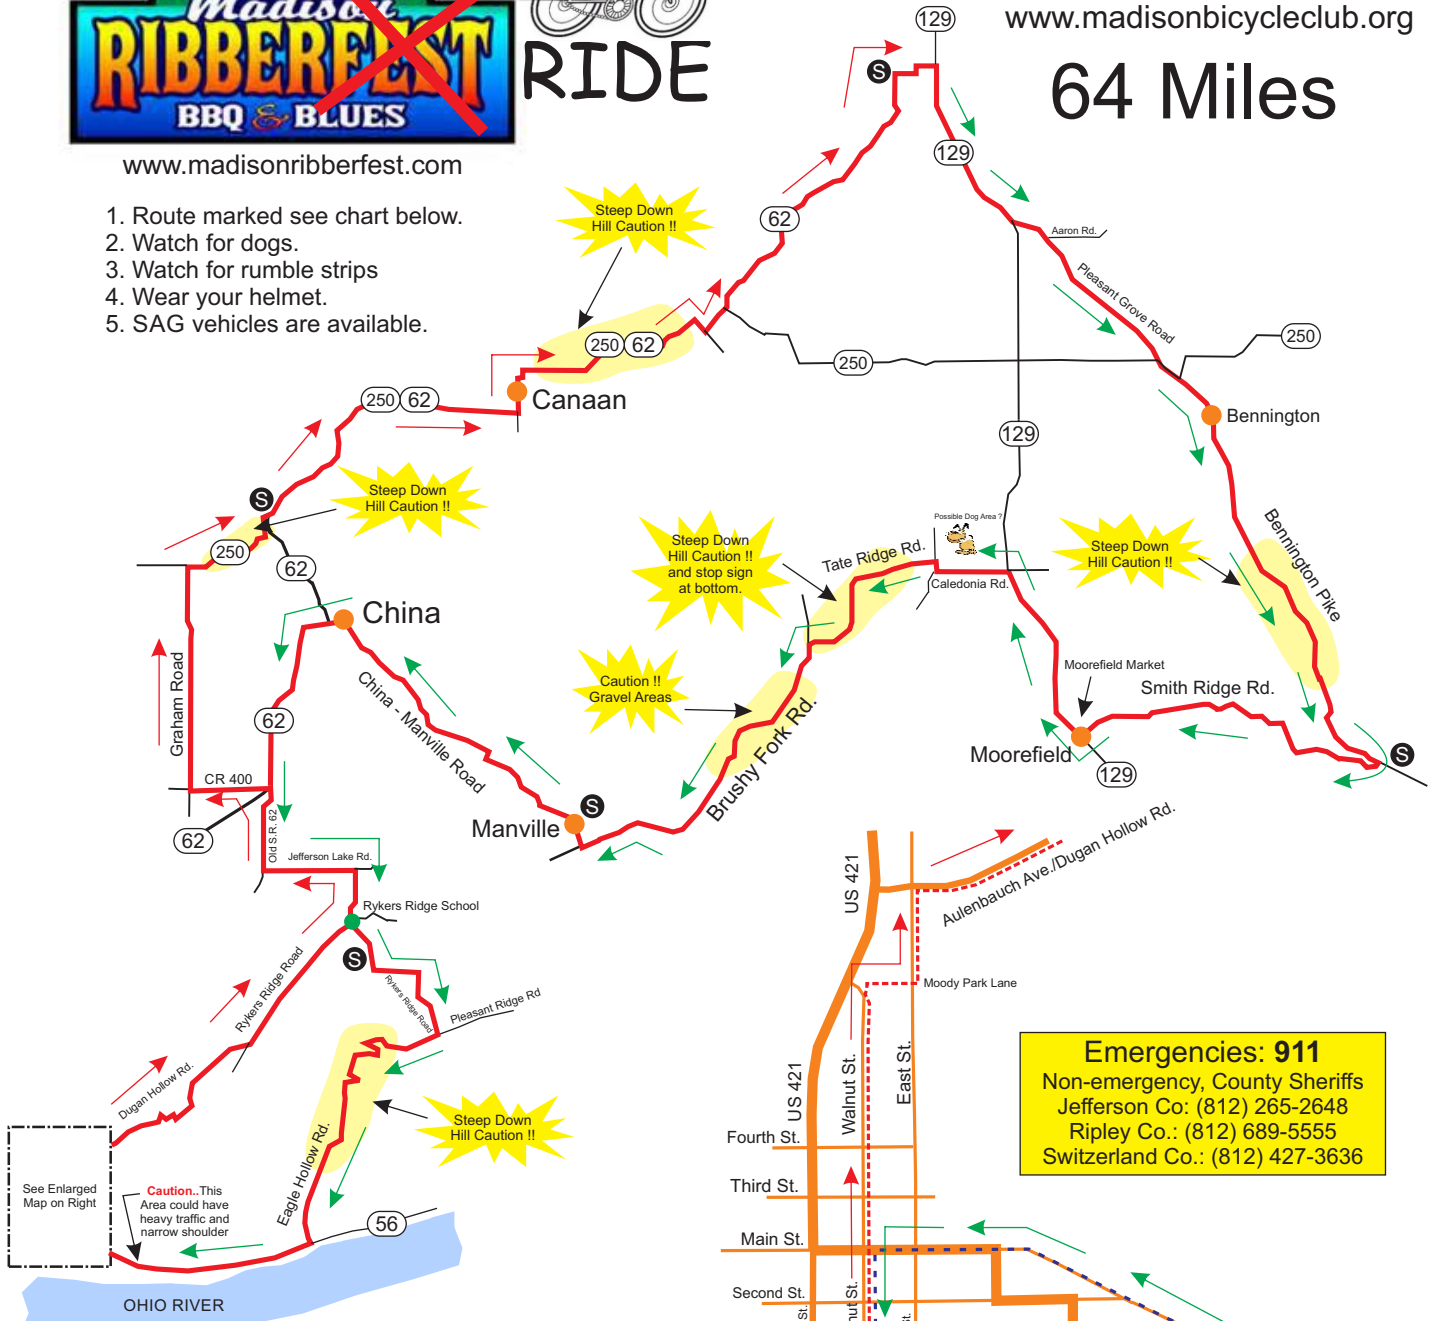 Madison
RIBBERFEST
BBQ & BLUES
RIDE
www.madisonribberfest.com
www.madisonbicycleclub.org
64 Miles
1. Route marked see chart below.
2. Watch for dogs.
3. Watch for rumble strips
4. Wear your helmet.
5. SAG vehicles are available.
129
S
129
62
Steep Down
Hill Caution !!
Aaron Rd.
Pleasant Grove Road
250
62
250
250
Canaan
250
62
Bennington
129
Steep Down
Hill Caution !!
S
250
62
Steep Down
Hill Caution !!
and stop sign
at bottom.
Possible Dog Area ?
Tate Ridge Rd.
Caledonia Rd.
Steep Down
Hill Caution !!
Bennington Pike
China
Graham Road
China - Manville Road
Caution !!
Gravel Areas
Brushy Fork Rd.
Moorefield Market
Smith Ridge Rd.
Moorefield
129
S
62
CR 400
62
Old S.R. 62
Manville
S
Jefferson Lake Rd.
Rykers Ridge School
S
Rykers Ridge Road
Rykers Ridge Road
Pleasant Ridge Rd
Dugan Hollow Rd.
Steep Down
Hill Caution !!
Eagle Hollow Rd.
See Enlarged
Map on Right
Caution..This
Area could have
heavy traffic and
narrow shoulder
56
OHIO RIVER
US 421
Aulenbauch Ave./Dugan Hollow Rd.
Moody Park Lane
US 421
Walnut St.
East St.
Fourth St.
Third St.
Main St.
Second St.
St.
nut St.
St.
Emergencies: 911
Non-emergency, County Sheriffs
Jefferson Co: (812) 265-2648
Ripley Co.: (812) 689-5555
Switzerland Co.: (812) 427-3636